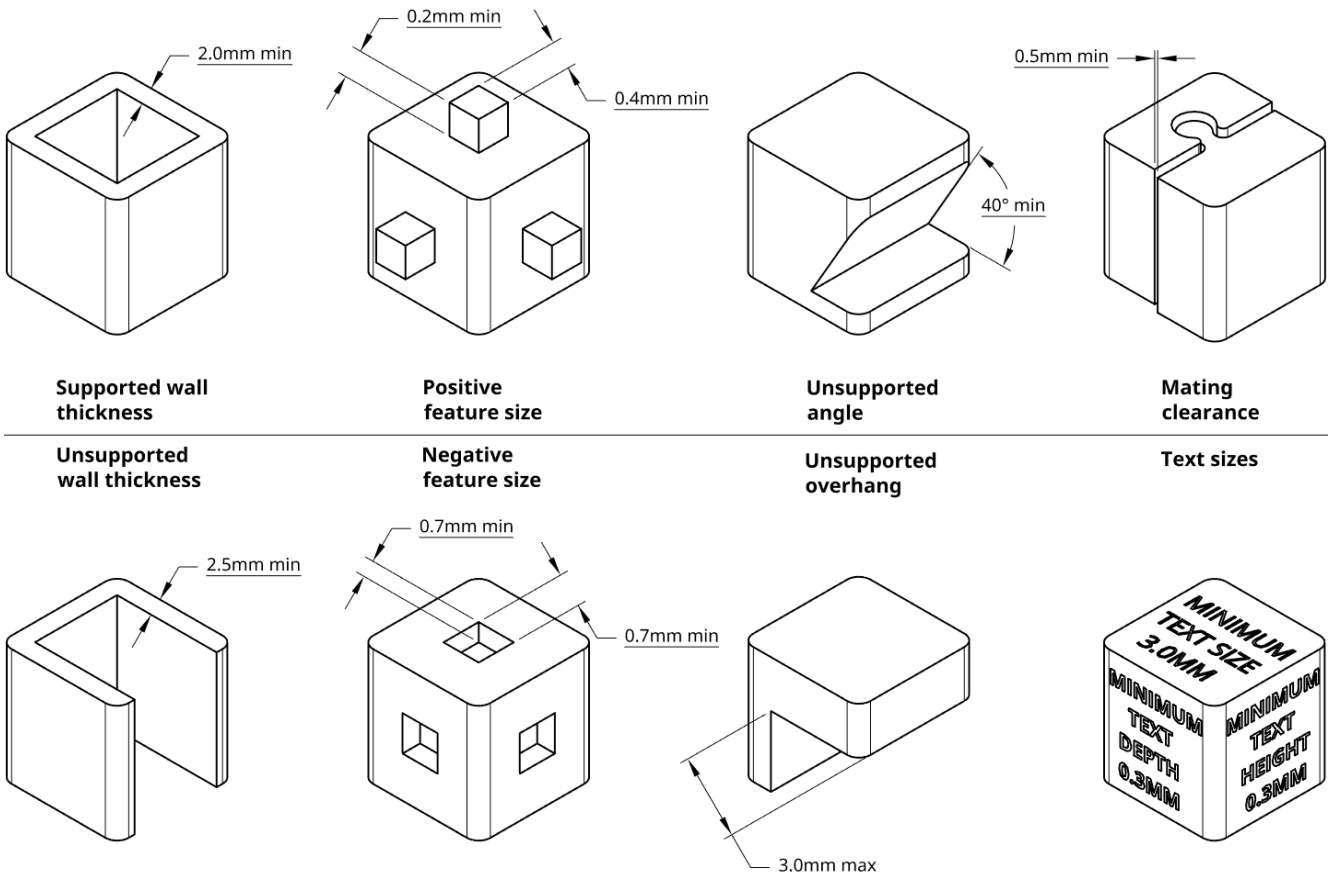 0.2mm min
2.0mm min
0.4mm min
0.5mm min
40° min
Supported wall
thickness
Positive
feature size
Unsupported
angle
Mating
clearance
Unsupported
wall thickness
Negative
feature size
Unsupported
overhang
Text sizes
0.7mm min
2.5mm min
0.7mm min
3.0mm max
MINIMUM
TEXT SIZE
3.0MM
MINIMUM
TEXT
DEPTH
0.3MM
MINIMUM
TEXT
HEIGHT
0.3MM